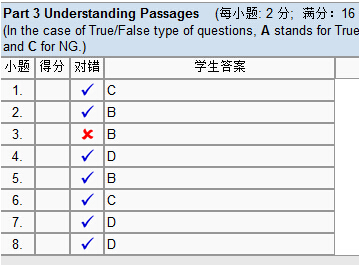 Part 3 Understanding Passages (每小题: 2 分; 满分: 16
(In the case of True/False type of questions, A stands for True
and C for NG.)
小题 得分 对错 学生答案
1. C
2. B
3. B
4. D
5. B
6. C
7. D
8. D